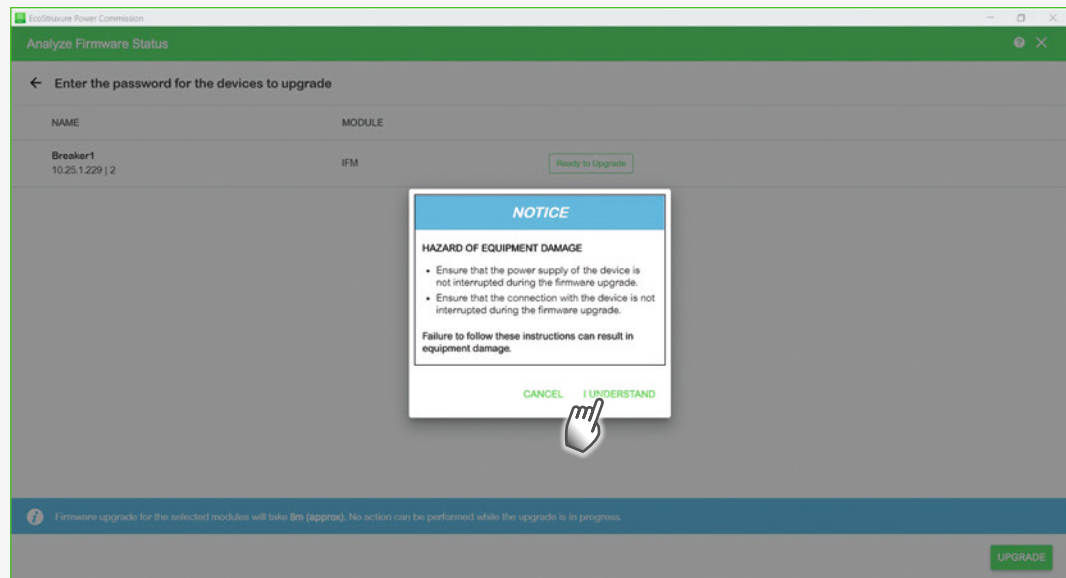 EcoStruxure Power Commission
Analyze Firmware Status
Enter the password for the devices to upgrade
NAME MODULE
Breaker1
10.25.1.229 | 2
IFM
Ready to Upgrade
NOTICE
HAZARD OF EQUIPMENT DAMAGE
• Ensure that the power supply of the device is
not interrupted during the firmware upgrade.
• Ensure that the connection with the device is not
interrupted during the firmware upgrade.
Failure to follow these instructions can result in
equipment damage.
CANCEL I UNDERSTAND
Firmware upgrade for the selected modules will take 8m (approx). No action can be performed while the upgrade is in progress.
UPGRADE